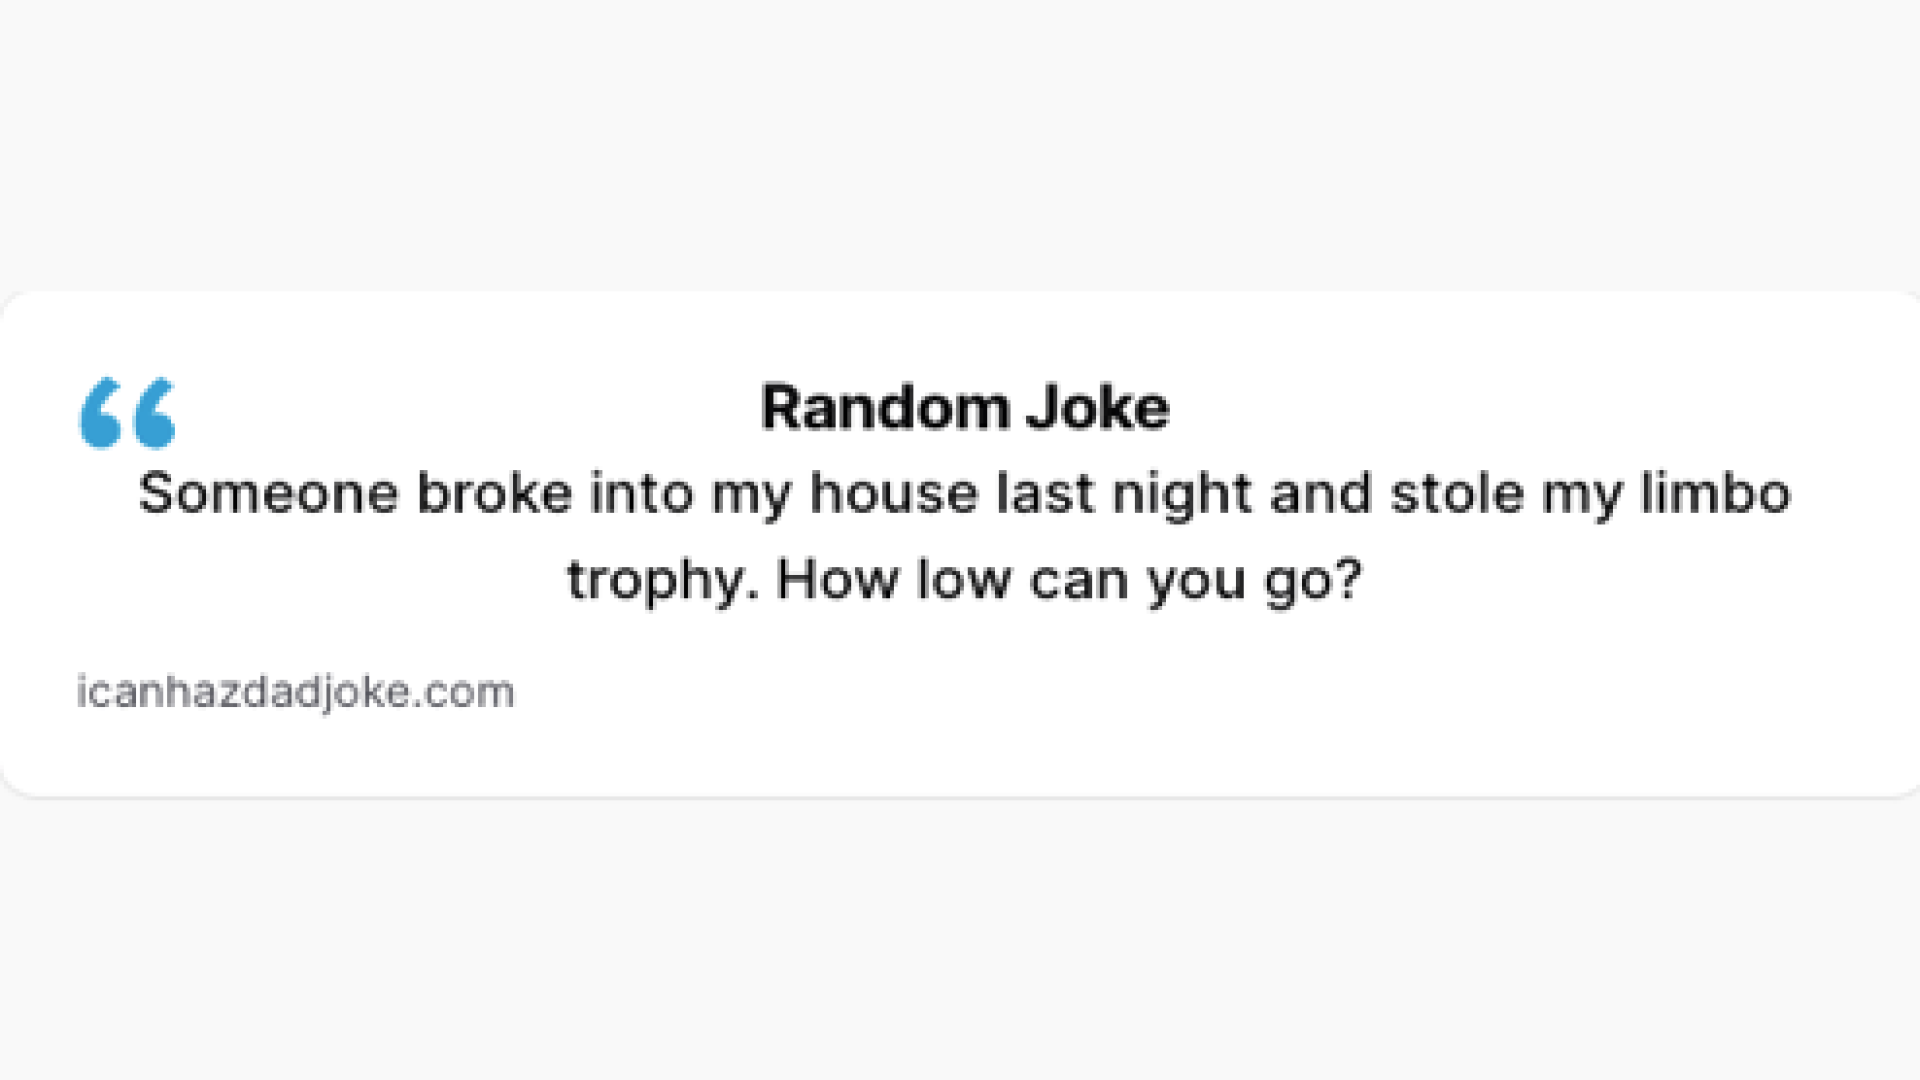 “
Random Joke
Someone broke into my house last night and stole my limbo
trophy. How low can you go?
icanhazdadjoke.com